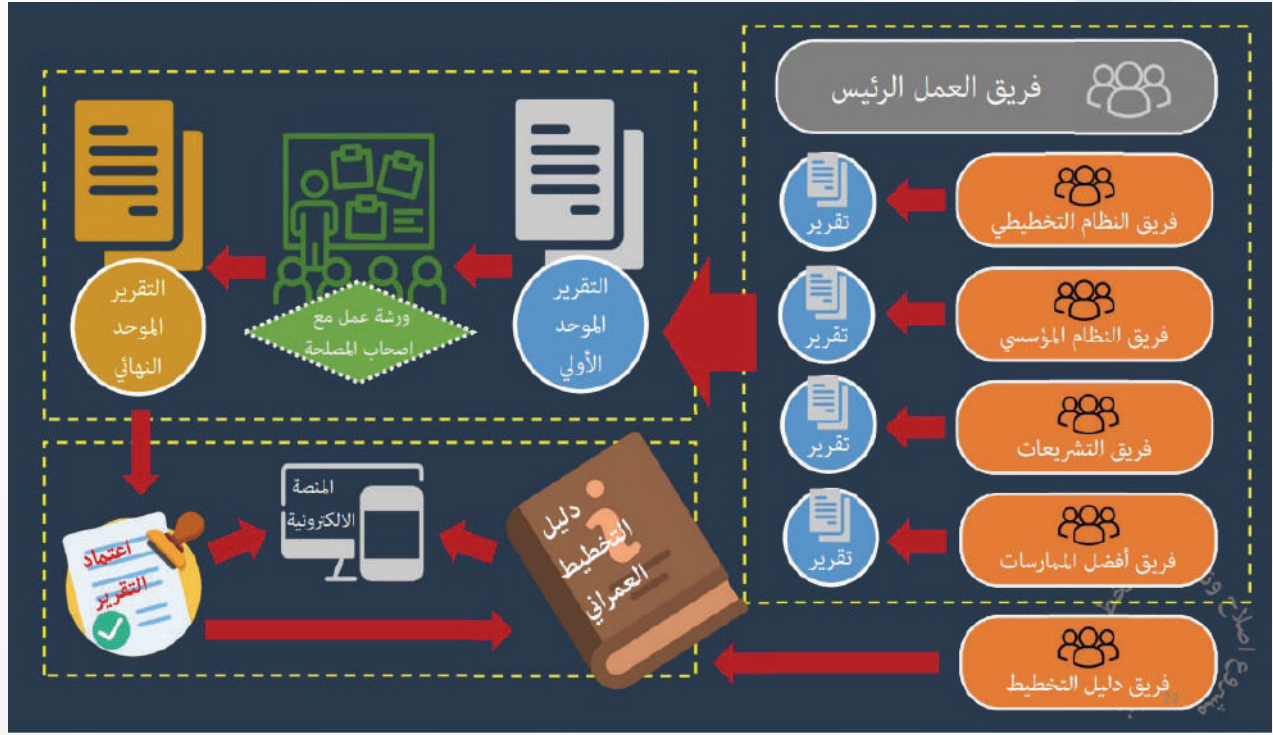 فريق العمل الرئيس
فريق النظام التخطيطي
تقرير
فريق النظام المؤسسي
تقرير
فريق التشريعات
تقرير
فريق أفضل الممارسات
تقرير
فريق دليل التخطيط
التقرير
الموحد
الأولي
ورشة عمل مع
اصحاب المصلحة
التقرير
الموحد
النهائي
اعتماد
التقرير
المنصة
الالكترونية
دليل
التخطيط
العمراني
مشروع اصلاح